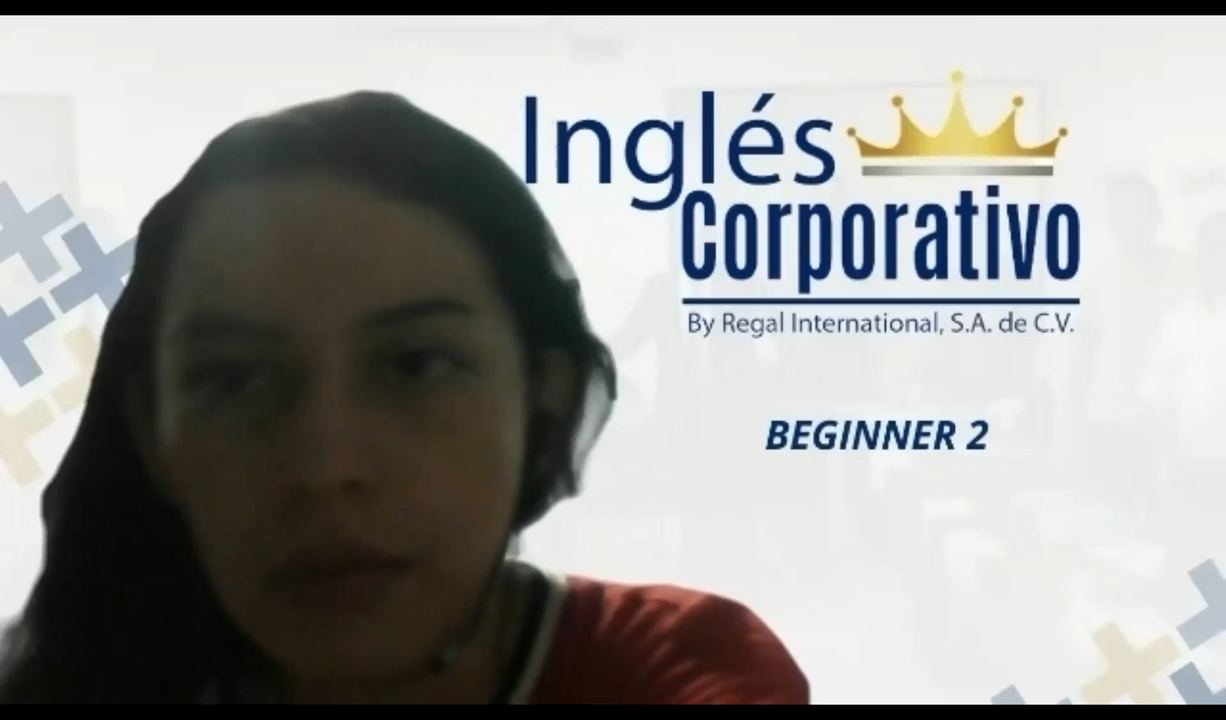 Inglés
Corporativo
By Regal International, S.A. de C.V.
BEGINNER 2